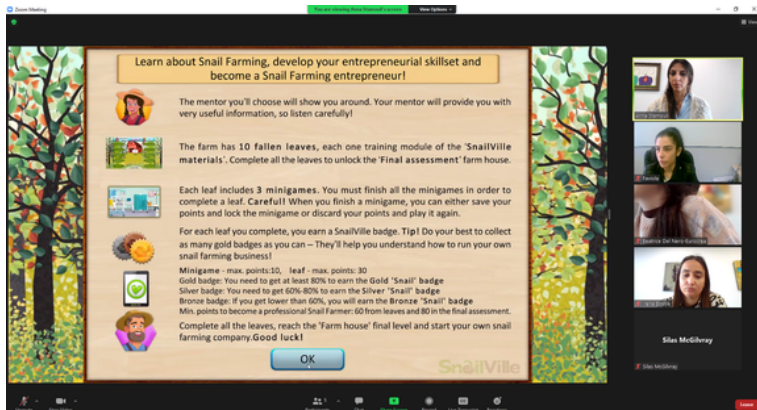 Zoom Meeting
View Options
View
Learn about Snail Farming, develop your entrepreneurial skillset and
become a Snail Farming entrepreneur!
The mentor you'll choose will show you around. Your mentor will provide you with
very useful information, so listen carefully!
The farm has 10 fallen leaves, each one training module of the 'SnailVille
materials'. Complete all the leaves to unlock the 'Final assessment' farm house.
Each leaf includes 3 minigames. You must finish all the minigames in order to
complete a leaf. Careful! When you finish a minigame, you can either save your
points and lock the minigame or discard your points and play it again.
For each leaf you complete, you earn a SnailVille badge. Tip! Do your best to collect
as many gold badges as you can – They'll help you understand how to run your own
snail farming business!
Minigame - max. points:10, leaf - max. points: 30
Gold badge: You need to get at least 80% to earn the Gold 'Snail' badge
Silver badge: You need to get 60%-80% to earn the Silver 'Snail' badge
Bronze badge: If you get lower than 60%, you will earn the Bronze 'Snail' badge
Min. points to become a professional Snail Farmer: 60 from leaves and 80 in the final assessment.
Complete all the leaves, reach the 'Farm house' final level and start your own snail
farming company.Good luck!
OK
SnailVille
Silas McGilvray
Silas McGilvray
Leave